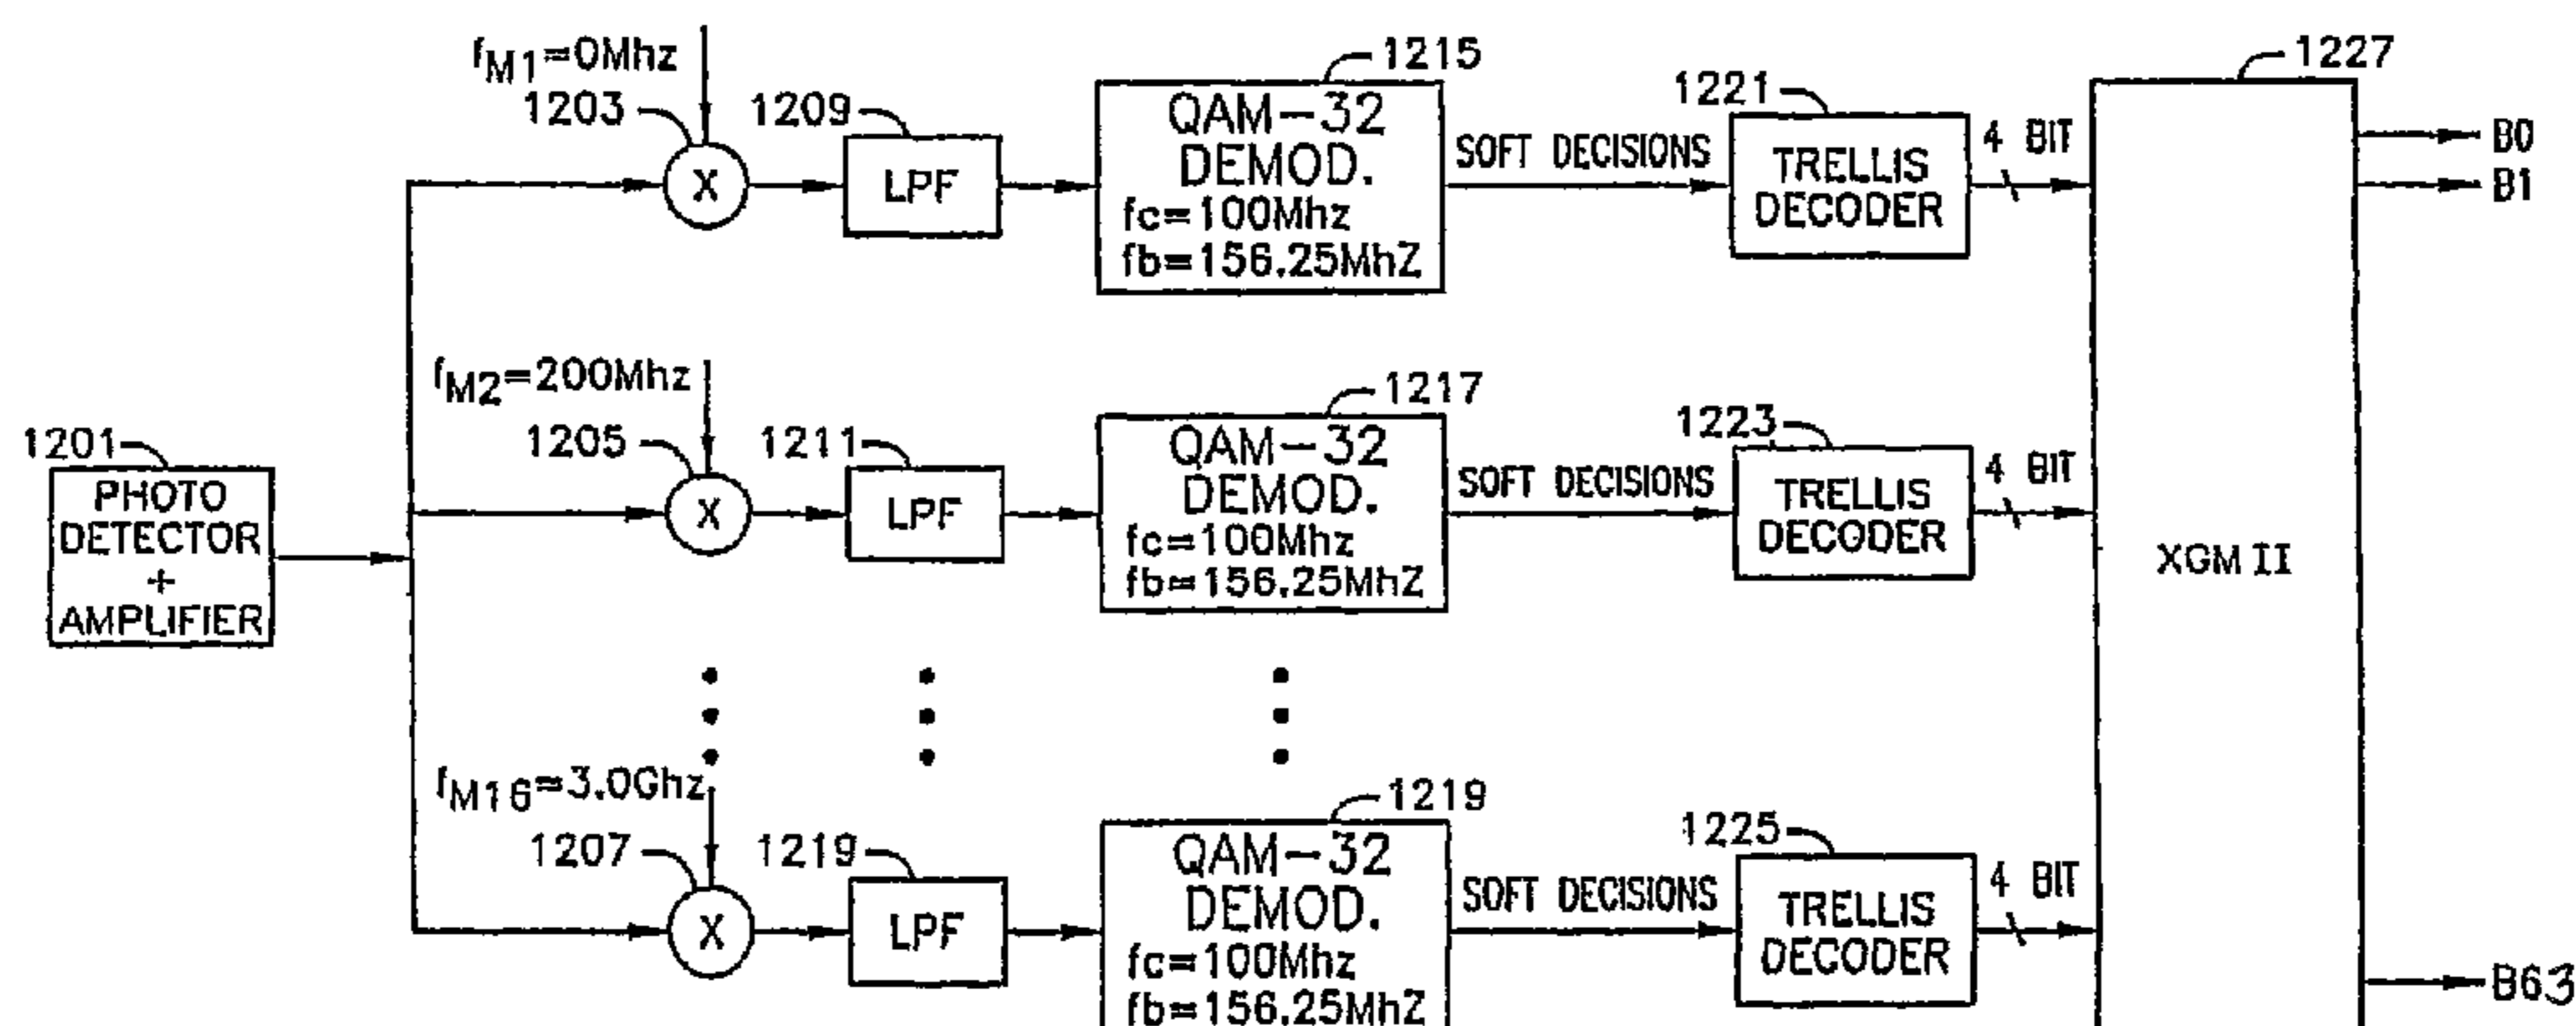 fM1=0Mhz
1203
X
1209
LPF
1215
QAM-32
DEMOD.
fc=100Mhz
fb=156.25MhZ
SOFT DECISIONS
1221
TRELLIS
DECODER
4 BIT
1227
XGM II
B0
B1
B63
1201
PHOTO
DETECTOR
+
AMPLIFIER
fM2=200Mhz
1205
X
1211
LPF
1217
QAM-32
DEMOD.
fc=100Mhz
fb=156.25MhZ
SOFT DECISIONS
1223
TRELLIS
DECODER
4 BIT
fM16=3.0Ghz
1207
X
1219
LPF
1219
QAM-32
DEMOD.
fc=100Mhz
fb=156.25MhZ
SOFT DECISIONS
1225
TRELLIS
DECODER
4 BIT